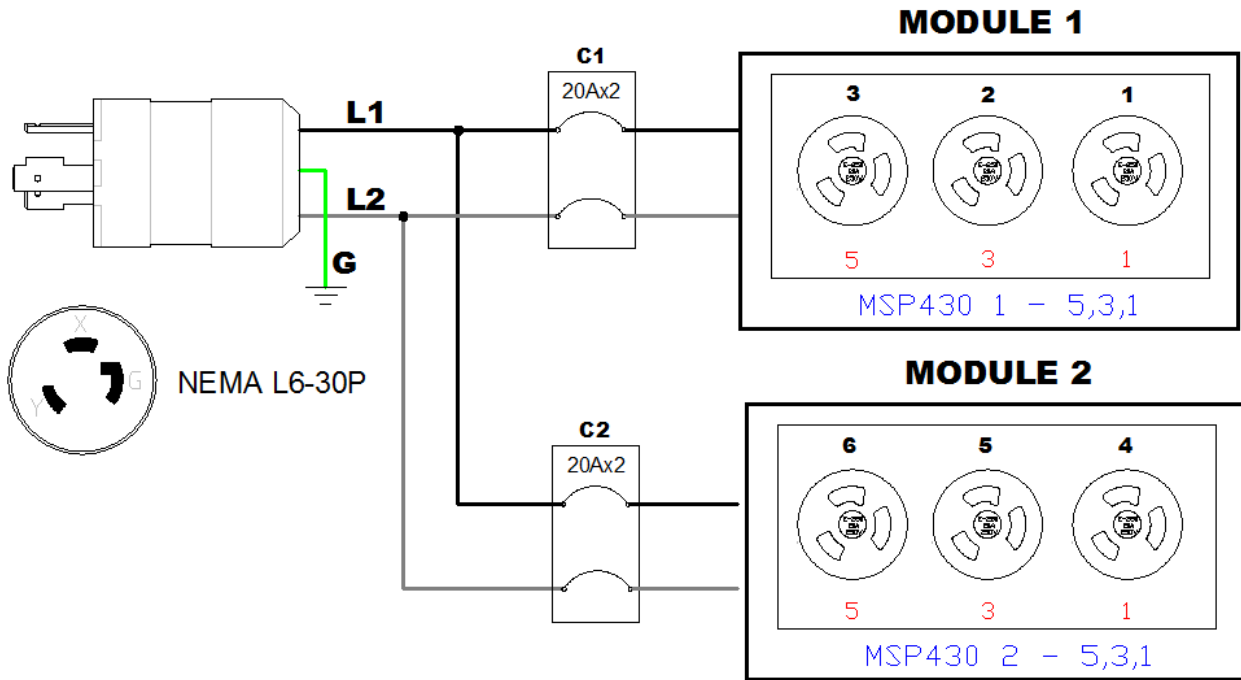 MODULE 1
C1
20Ax2
3 2 1
L1
L2
G
5 3 1
MSP430 1 - 5,3,1
X
G
Y
NEMA L6-30P
MODULE 2
C2
20Ax2
6 5 4
5 3 1
MSP430 2 - 5,3,1